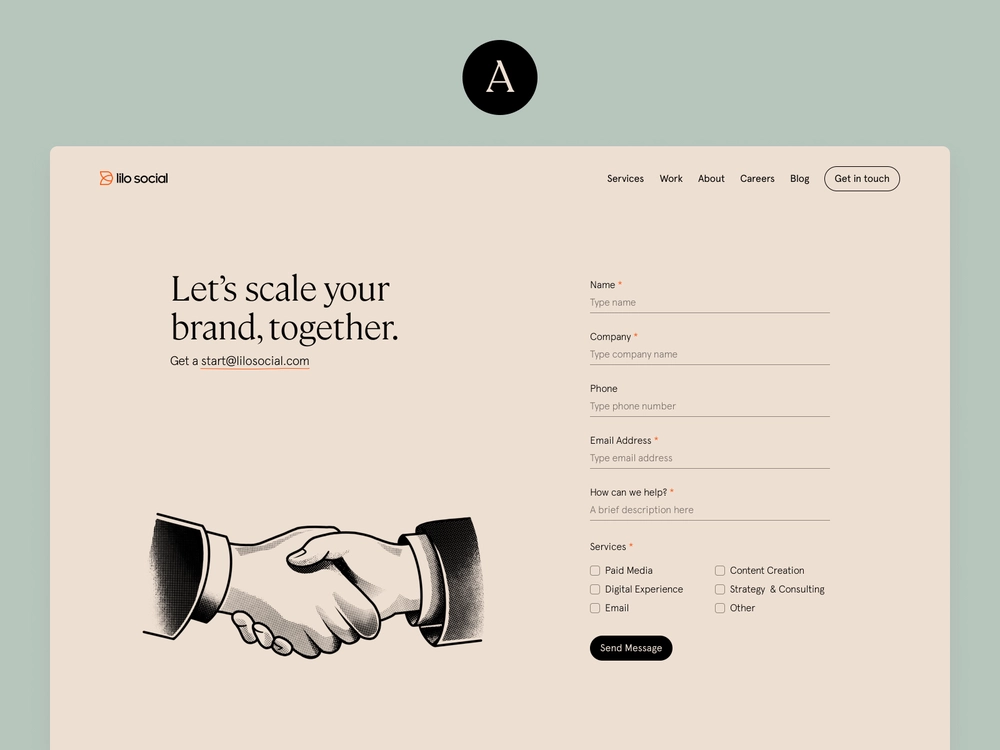 A
lilo social
Services Work About Careers Blog Get in touch
Let’s scale your
brand, together.
Get a start@lilosocial.com
Name *
Type name
Company *
Type company name
Phone
Type phone number
Email Address *
Type email address
How can we help? *
A brief description here
Services *
Paid Media Content Creation
Digital Experience Strategy & Consulting
Email Other
Send Message